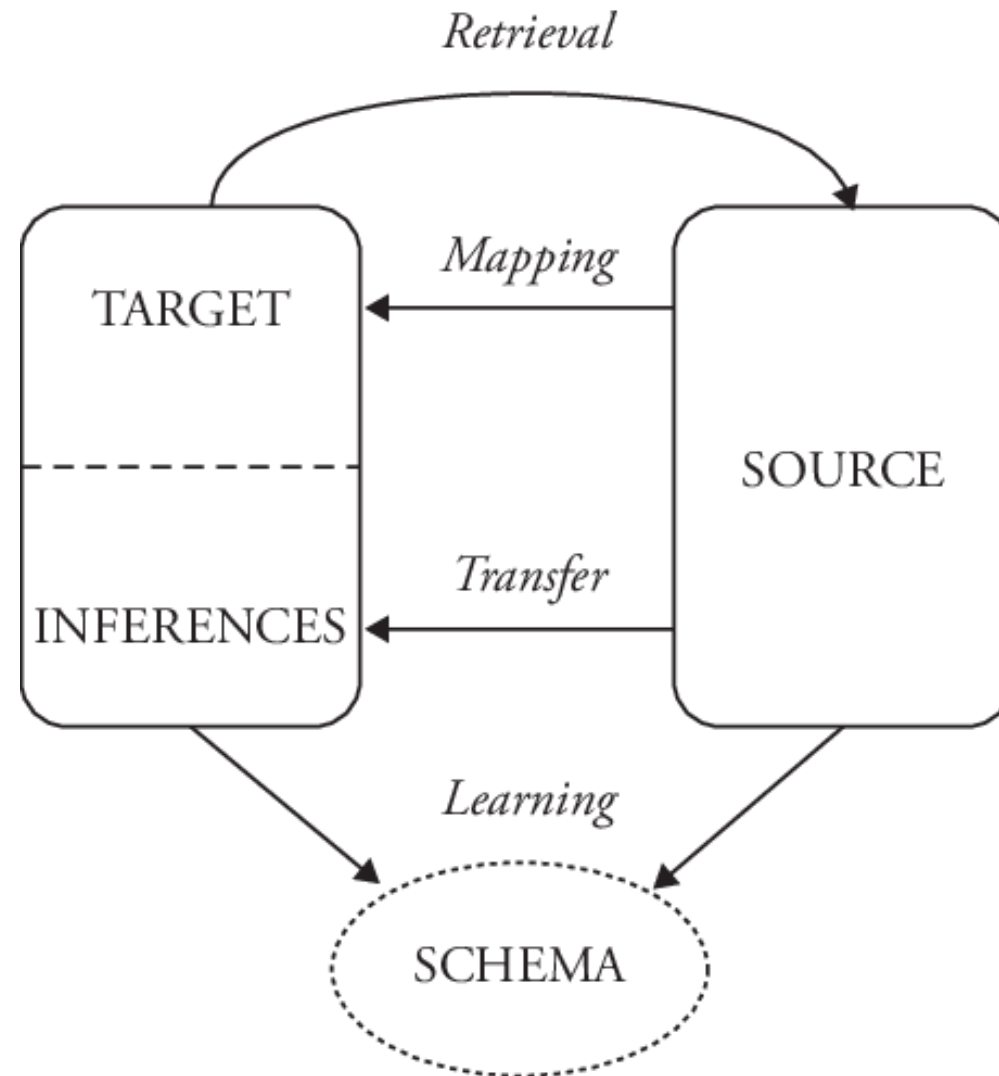 Retrieval
Mapping
TARGET
SOURCE
Transfer
INFERENCES
Learning
SCHEMA